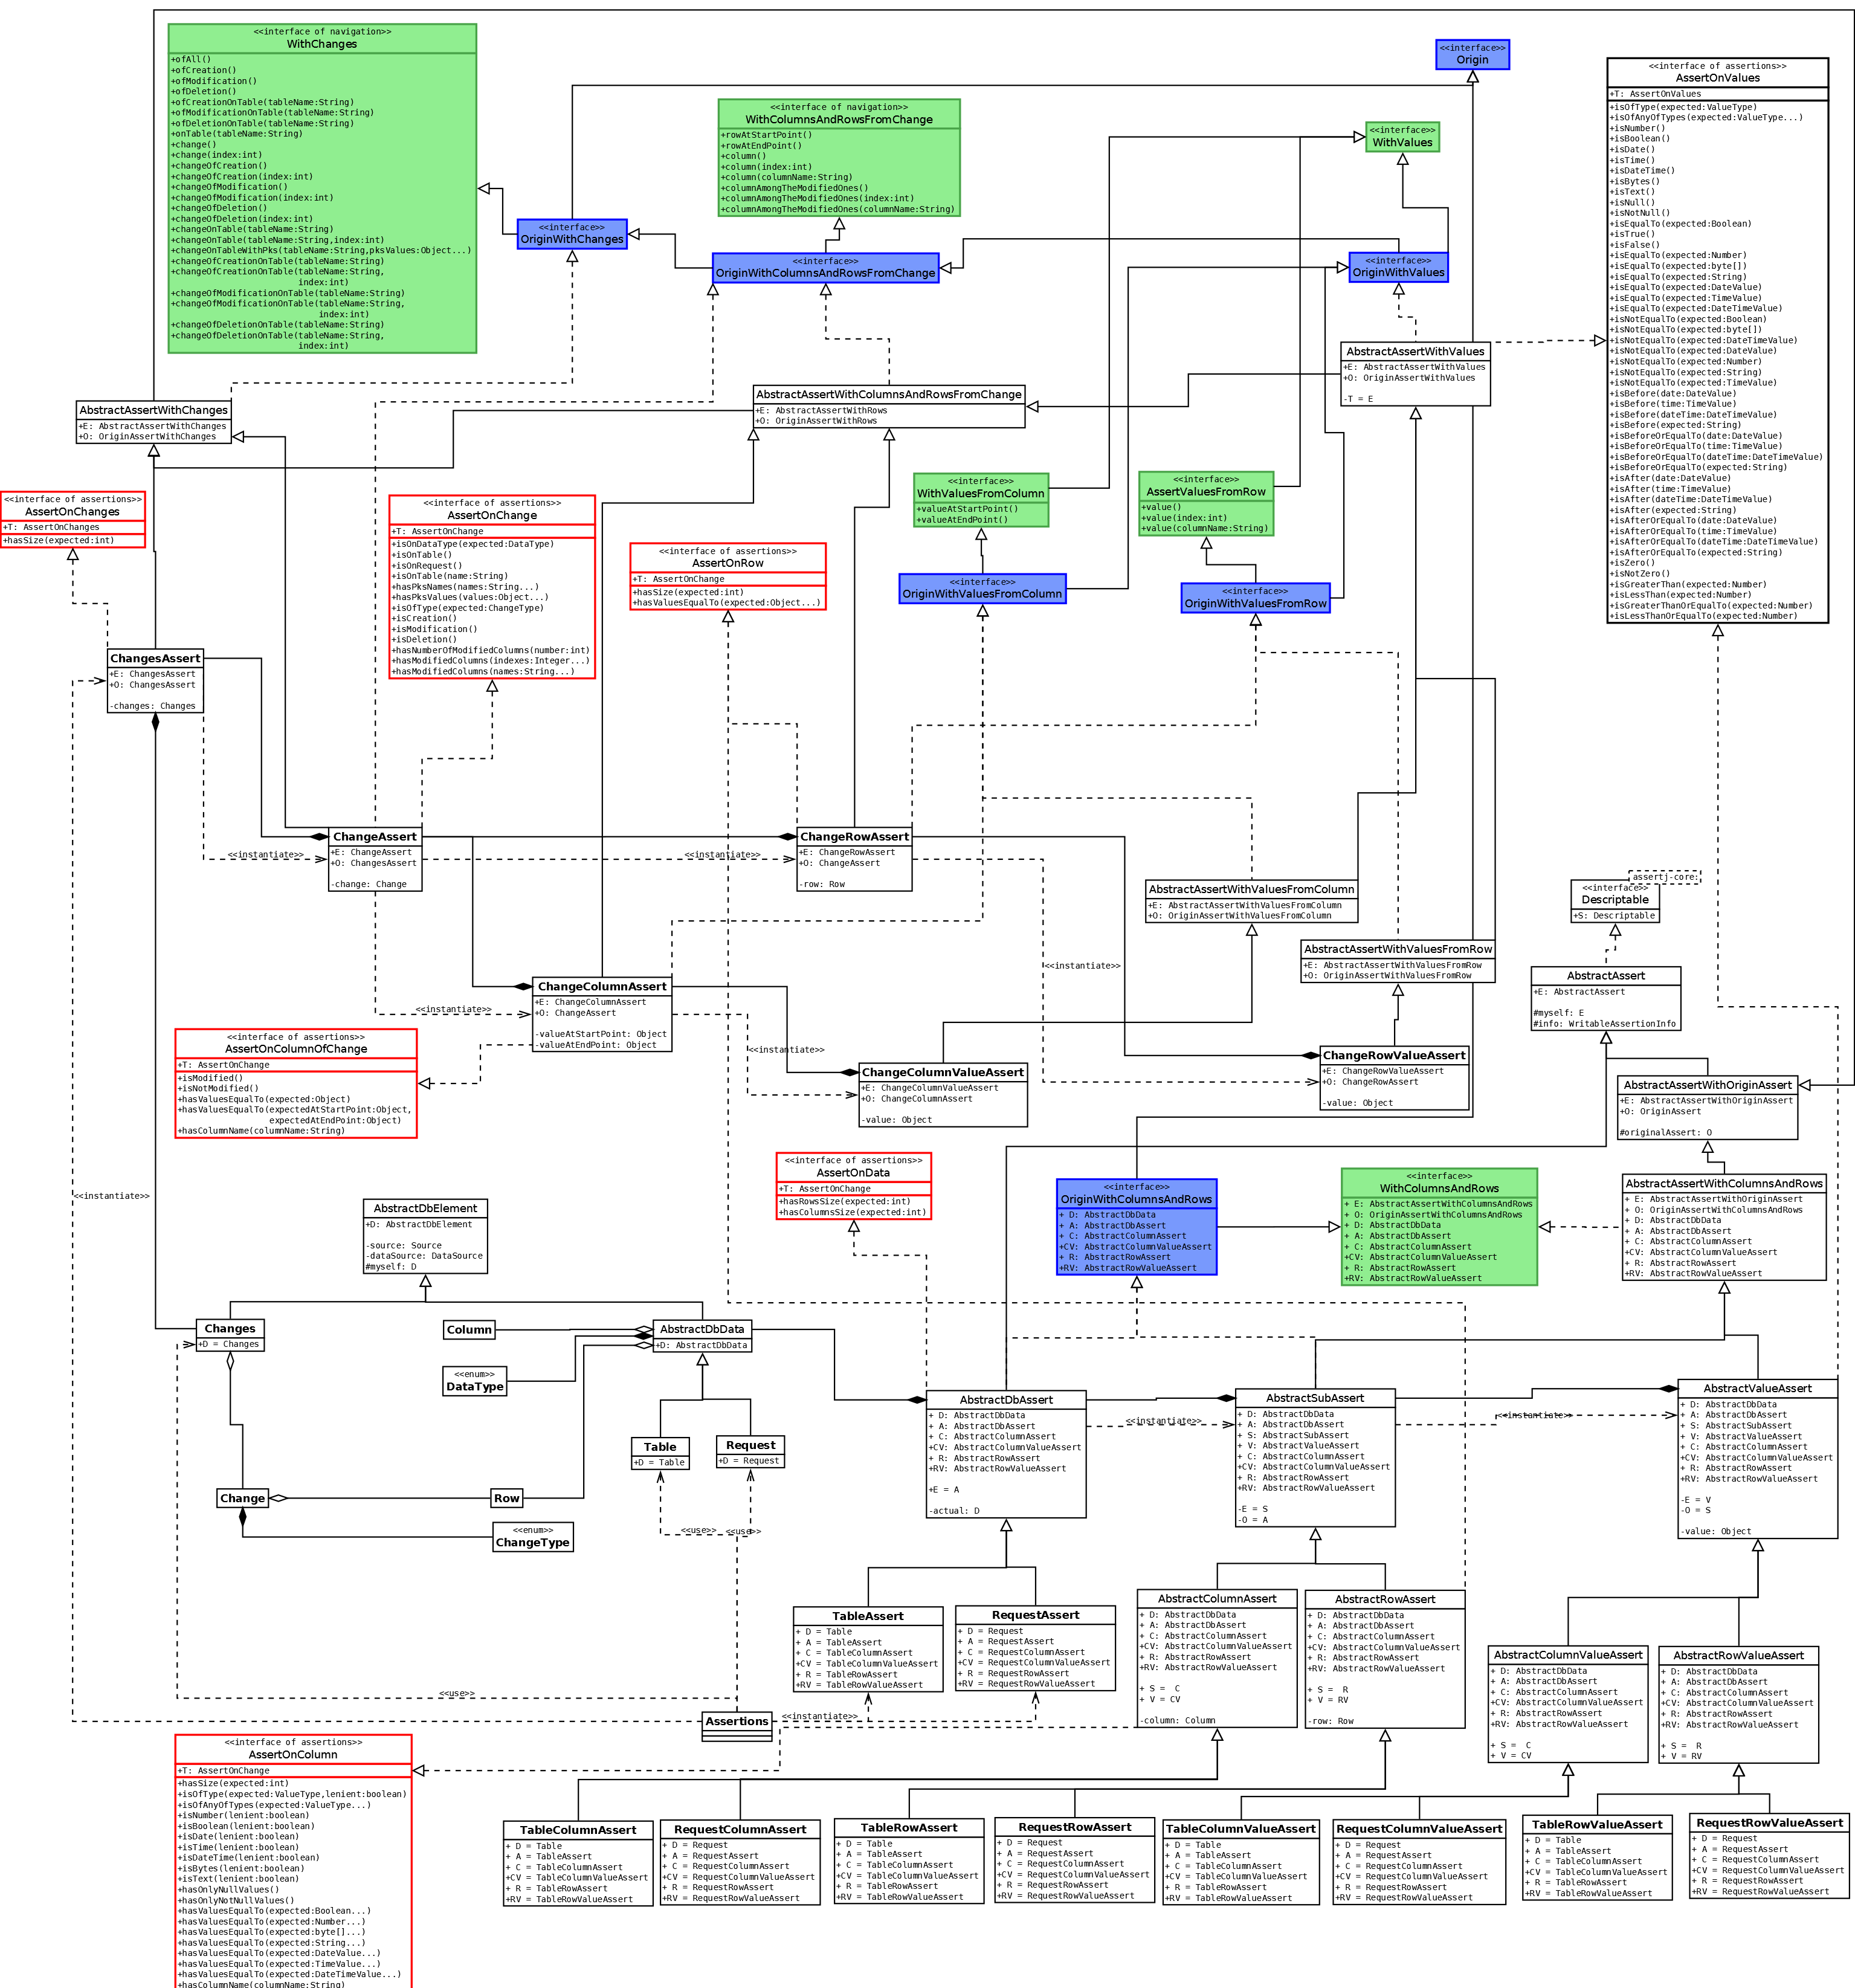 <<interface of navigation>>
WithChanges
+ofAll()
+ofCreation()
+ofModification()
+ofDeletion()
+ofCreationOnTable(tableName:String)
+ofModificationOnTable(tableName:String)
+ofDeletionOnTable(tableName:String)
+onTable(tableName:String)
+change()
+change(index:int)
+changeOfCreation()
+changeOfCreation(index:int)
+changeOfModification()
+changeOfModification(index:int)
+changeOfDeletion()
+changeOfDeletion(index:int)
+changeOnTable(tableName:String)
+changeOnTable(tableName:String,index:int)
+changeOnTableWithPks(tableName:String,pksValues:Object...)
+changeOfCreationOnTable(tableName:String)
+changeOfCreationOnTable(tableName:String,
index:int)
+changeOfModificationOnTable(tableName:String)
+changeOfModificationOnTable(tableName:String,
index:int)
+changeOfDeletionOnTable(tableName:String)
+changeOfDeletionOnTable(tableName:String,
index:int)
<<interface of navigation>>
WithColumnsAndRowsFromChange
+rowAtStartPoint()
+rowAtEndPoint()
+column()
+column(index:int)
+column(columnName:String)
+columnAmongTheModifiedOnes()
+columnAmongTheModifiedOnes(index:int)
+columnAmongTheModifiedOnes(columnName:String)
<<interface>>
Origin
<<interface>>
WithValues
<<interface of assertions>>
AssertOnValues
+T: AssertOnValues
+isOfType(expected:ValueType)
+isOfAnyOfTypes(expected:ValueType...)
+isNumber()
+isBoolean()
+isDate()
+isTime()
+isDateTime()
+isBytes()
+isText()
+isNull()
+isNotNull()
+isEqualTo(expected:Boolean)
+isTrue()
+isFalse()
+isEqualTo(expected:Number)
+isEqualTo(expected:byte[])
+isEqualTo(expected:String)
+isEqualTo(expected:DateValue)
+isEqualTo(expected:TimeValue)
+isEqualTo(expected:DateTimeValue)
+isNotEqualTo(expected:Boolean)
+isNotEqualTo(expected:byte[])
+isNotEqualTo(expected:DateTimeValue)
+isNotEqualTo(expected:DateValue)
+isNotEqualTo(expected:Number)
+isNotEqualTo(expected:String)
+isNotEqualTo(expected:TimeValue)
+isBefore(date:DateValue)
+isBefore(time:TimeValue)
+isBefore(dateTime:DateTimeValue)
+isBefore(expected:String)
+isBeforeOrEqualTo(date:DateValue)
+isBeforeOrEqualTo(time:TimeValue)
+isBeforeOrEqualTo(dateTime:DateTimeValue)
+isBeforeOrEqualTo(expected:String)
+isAfter(date:DateValue)
+isAfter(time:TimeValue)
+isAfter(dateTime:DateTimeValue)
+isAfter(expected:String)
+isAfterOrEqualTo(date:DateValue)
+isAfterOrEqualTo(time:TimeValue)
+isAfterOrEqualTo(dateTime:DateTimeValue)
+isAfterOrEqualTo(expected:String)
+isZero()
+isNotZero()
+isGreaterThan(expected:Number)
+isLessThan(expected:Number)
+isGreaterThanOrEqualTo(expected:Number)
+isLessThanOrEqualTo(expected:Number)
<<interface>>
OriginWithChanges
<<interface>>
OriginWithColumnsAndRowsFromChange
<<interface>>
OriginWithValues
AbstractAssertWithValues
+E: AbstractAssertWithValues
+O: OriginAssertWithValues
-T = E
AbstractAssertWithChanges
+E: AbstractAssertWithChanges
+O: OriginAssertWithChanges
AbstractAssertWithColumnsAndRowsFromChange
+E: AbstractAssertWithRows
+O: OriginAssertWithRows
<<interface of assertions>>
AssertOnChanges
+T: AssertOnChanges
+hasSize(expected:int)
<<interface of assertions>>
AssertOnChange
+T: AssertOnChange
+isOnDataType(expected:DataType)
+isOnTable()
+isOnRequest()
+isOnTable(name:String)
+hasPksNames(names:String...)
+hasPksValues(values:Object...)
+isOfType(expected:ChangeType)
+isCreation()
+isModification()
+isDeletion()
+hasNumberOfModifiedColumns(number:int)
+hasModifiedColumns(indexes:Integer...)
+hasModifiedColumns(names:String...)
<<interface of assertions>>
AssertOnRow
+T: AssertOnChange
+hasSize(expected:int)
+hasValuesEqualTo(expected:Object...)
<<interface>>
WithValuesFromColumn
+valueAtStartPoint()
+valueAtEndPoint()
<<interface>>
AssertValuesFromRow
+value()
+value(index:int)
+value(columnName:String)
<<interface>>
OriginWithValuesFromColumn
<<interface>>
OriginWithValuesFromRow
ChangesAssert
+E: ChangesAssert
+O: ChangesAssert
-changes: Changes
ChangeAssert
+E: ChangeAssert
+O: ChangesAssert
-change: Change
<<instantiate>>
<<instantiate>>
ChangeRowAssert
+E: ChangeRowAssert
+O: ChangeAssert
-row: Row
AbstractAssertWithValuesFromColumn
+E: AbstractAssertWithValuesFromColumn
+O: OriginAssertWithValuesFromColumn
assertj-core:
<<interface>>
Descriptable
+S: Descriptable
AbstractAssertWithValuesFromRow
+E: AbstractAssertWithValuesFromRow
+O: OriginAssertWithValuesFromRow
AbstractAssert
+E: AbstractAssert
#myself: E
#info: WritableAssertionInfo
<<instantiate>>
ChangeColumnAssert
+E: ChangeColumnAssert
+O: ChangeAssert
-valueAtStartPoint: Object
-valueAtEndPoint: Object
<<instantiate>>
<<interface of assertions>>
AssertOnColumnOfChange
+T: AssertOnChange
+isModified()
+isNotModified()
+hasValuesEqualTo(expected:Object)
+hasValuesEqualTo(expectedAtStartPoint:Object,
expectedAtEndPoint:Object)
+hasColumnName(columnName:String)
<<instantiate>>
ChangeColumnValueAssert
+E: ChangeColumnValueAssert
+O: ChangeColumnAssert
-value: Object
ChangeRowValueAssert
+E: ChangeRowValueAssert
+O: ChangeRowAssert
-value: Object
AbstractAssertWithOriginAssert
+E: AbstractAssertWithOriginAssert
+O: OriginAssert
#originalAssert: O
<<instantiate>>
<<interface of assertions>>
AssertOnData
+T: AssertOnChange
+hasRowsSize(expected:int)
+hasColumnsSize(expected:int)
<<interface>>
OriginWithColumnsAndRows
+ D: AbstractDbData
+ A: AbstractDbAssert
+ C: AbstractColumnAssert
+CV: AbstractColumnValueAssert
+ R: AbstractRowAssert
+RV: AbstractRowValueAssert
<<interface>>
WithColumnsAndRows
+ E: AbstractAssertWithColumnsAndRows
+ O: OriginAssertWithColumnsAndRows
+ D: AbstractDbData
+ A: AbstractDbAssert
+ C: AbstractColumnAssert
+CV: AbstractColumnValueAssert
+ R: AbstractRowAssert
+RV: AbstractRowValueAssert
AbstractAssertWithColumnsAndRows
+ E: AbstractAssertWithOriginAssert
+ O: OriginAssertWithColumnsAndRows
+ D: AbstractDbData
+ A: AbstractDbAssert
+ C: AbstractColumnAssert
+CV: AbstractColumnValueAssert
+ R: AbstractRowAssert
+RV: AbstractRowValueAssert
AbstractDbElement
+D: AbstractDbElement
-source: Source
-dataSource: DataSource
#myself: D
Changes
+D = Changes
Column
<<enum>>
DataType
AbstractDbData
+D: AbstractDbData
Table
+D = Table
Request
+D = Request
Change
Row
<<enum>>
ChangeType
<<use>>
<<use>>
AbstractDbAssert
+ D: AbstractDbData
+ A: AbstractDbAssert
+ C: AbstractColumnAssert
+CV: AbstractColumnValueAssert
+ R: AbstractRowAssert
+RV: AbstractRowValueAssert
+E = A
-actual: D
<<instantiate>>
AbstractSubAssert
+ D: AbstractDbData
+ A: AbstractDbAssert
+ S: AbstractSubAssert
+ V: AbstractValueAssert
+ C: AbstractColumnAssert
+CV: AbstractColumnValueAssert
+ R: AbstractRowAssert
+RV: AbstractRowValueAssert
-E = S
-O = A
<<instantiate>>
AbstractValueAssert
+ D: AbstractDbData
+ A: AbstractDbAssert
+ S: AbstractSubAssert
+ V: AbstractValueAssert
+ C: AbstractColumnAssert
+CV: AbstractColumnValueAssert
+ R: AbstractRowAssert
+RV: AbstractRowValueAssert
-E = V
-O = S
-value: Object
TableAssert
+ D = Table
+ A = TableAssert
+ C = TableColumnAssert
+CV = TableColumnValueAssert
+ R = TableRowAssert
+RV = TableRowValueAssert
RequestAssert
+ D = Request
+ A = RequestAssert
+ C = RequestColumnAssert
+CV = RequestColumnValueAssert
+ R = RequestRowAssert
+RV = RequestRowValueAssert
AbstractColumnAssert
+ D: AbstractDbData
+ A: AbstractDbAssert
+ C: AbstractColumnAssert
+CV: AbstractColumnValueAssert
+ R: AbstractRowAssert
+RV: AbstractRowValueAssert
+ S = C
+ V = CV
-column: Column
AbstractRowAssert
+ D: AbstractDbData
+ A: AbstractDbAssert
+ C: AbstractColumnAssert
+CV: AbstractColumnValueAssert
+ R: AbstractRowAssert
+RV: AbstractRowValueAssert
+ S = R
+ V = RV
-row: Row
AbstractColumnValueAssert
+ D: AbstractDbData
+ A: AbstractDbAssert
+ C: AbstractColumnAssert
+CV: AbstractColumnValueAssert
+ R: AbstractRowAssert
+RV: AbstractRowValueAssert
+ S = C
+ V = CV
AbstractRowValueAssert
+ D: AbstractDbData
+ A: AbstractDbAssert
+ C: AbstractColumnAssert
+CV: AbstractColumnValueAssert
+ R: AbstractRowAssert
+RV: AbstractRowValueAssert
+ S = R
+ V = RV
<<use>>
Assertions
<<instantiate>>
<<interface of assertions>>
AssertOnColumn
+T: AssertOnChange
+hasSize(expected:int)
+isOfType(expected:ValueType,lenient:boolean)
+isOfAnyOfTypes(expected:ValueType...)
+isNumber(lenient:boolean)
+isBoolean(lenient:boolean)
+isDate(lenient:boolean)
+isTime(lenient:boolean)
+isDateTime(lenient:boolean)
+isBytes(lenient:boolean)
+isText(lenient:boolean)
+hasOnlyNullValues()
+hasOnlyNotNullValues()
+hasValuesEqualTo(expected:Boolean...)
+hasValuesEqualTo(expected:Number...)
+hasValuesEqualTo(expected:byte[]...)
+hasValuesEqualTo(expected:String...)
+hasValuesEqualTo(expected:DateValue...)
+hasValuesEqualTo(expected:TimeValue...)
+hasValuesEqualTo(expected:DateTimeValue...)
+hasColumnName(columnName:String)
TableColumnAssert
+ D = Table
+ A = TableAssert
+ C = TableColumnAssert
+CV = TableColumnValueAssert
+ R = TableRowAssert
+RV = TableRowValueAssert
RequestColumnAssert
+ D = Request
+ A = RequestAssert
+ C = RequestColumnAssert
+CV = RequestColumnValueAssert
+ R = RequestRowAssert
+RV = RequestRowValueAssert
TableRowAssert
+ D = Table
+ A = TableAssert
+ C = TableColumnAssert
+CV = TableColumnValueAssert
+ R = TableRowAssert
+RV = TableRowValueAssert
RequestRowAssert
+ D = Request
+ A = RequestAssert
+ C = RequestColumnAssert
+CV = RequestColumnValueAssert
+ R = RequestRowAssert
+RV = RequestRowValueAssert
TableColumnValueAssert
+ D = Table
+ A = TableAssert
+ C = TableColumnAssert
+CV = TableColumnValueAssert
+ R = TableRowAssert
+RV = TableRowValueAssert
RequestColumnValueAssert
+ D = Request
+ A = RequestAssert
+ C = RequestColumnAssert
+CV = RequestColumnValueAssert
+ R = RequestRowAssert
+RV = RequestRowValueAssert
TableRowValueAssert
+ D = Table
+ A = TableAssert
+ C = TableColumnAssert
+CV = TableColumnValueAssert
+ R = TableRowAssert
+RV = TableRowValueAssert
RequestRowValueAssert
+ D = Request
+ A = RequestAssert
+ C = RequestColumnAssert
+CV = RequestColumnValueAssert
+ R = RequestRowAssert
+RV = RequestRowValueAssert